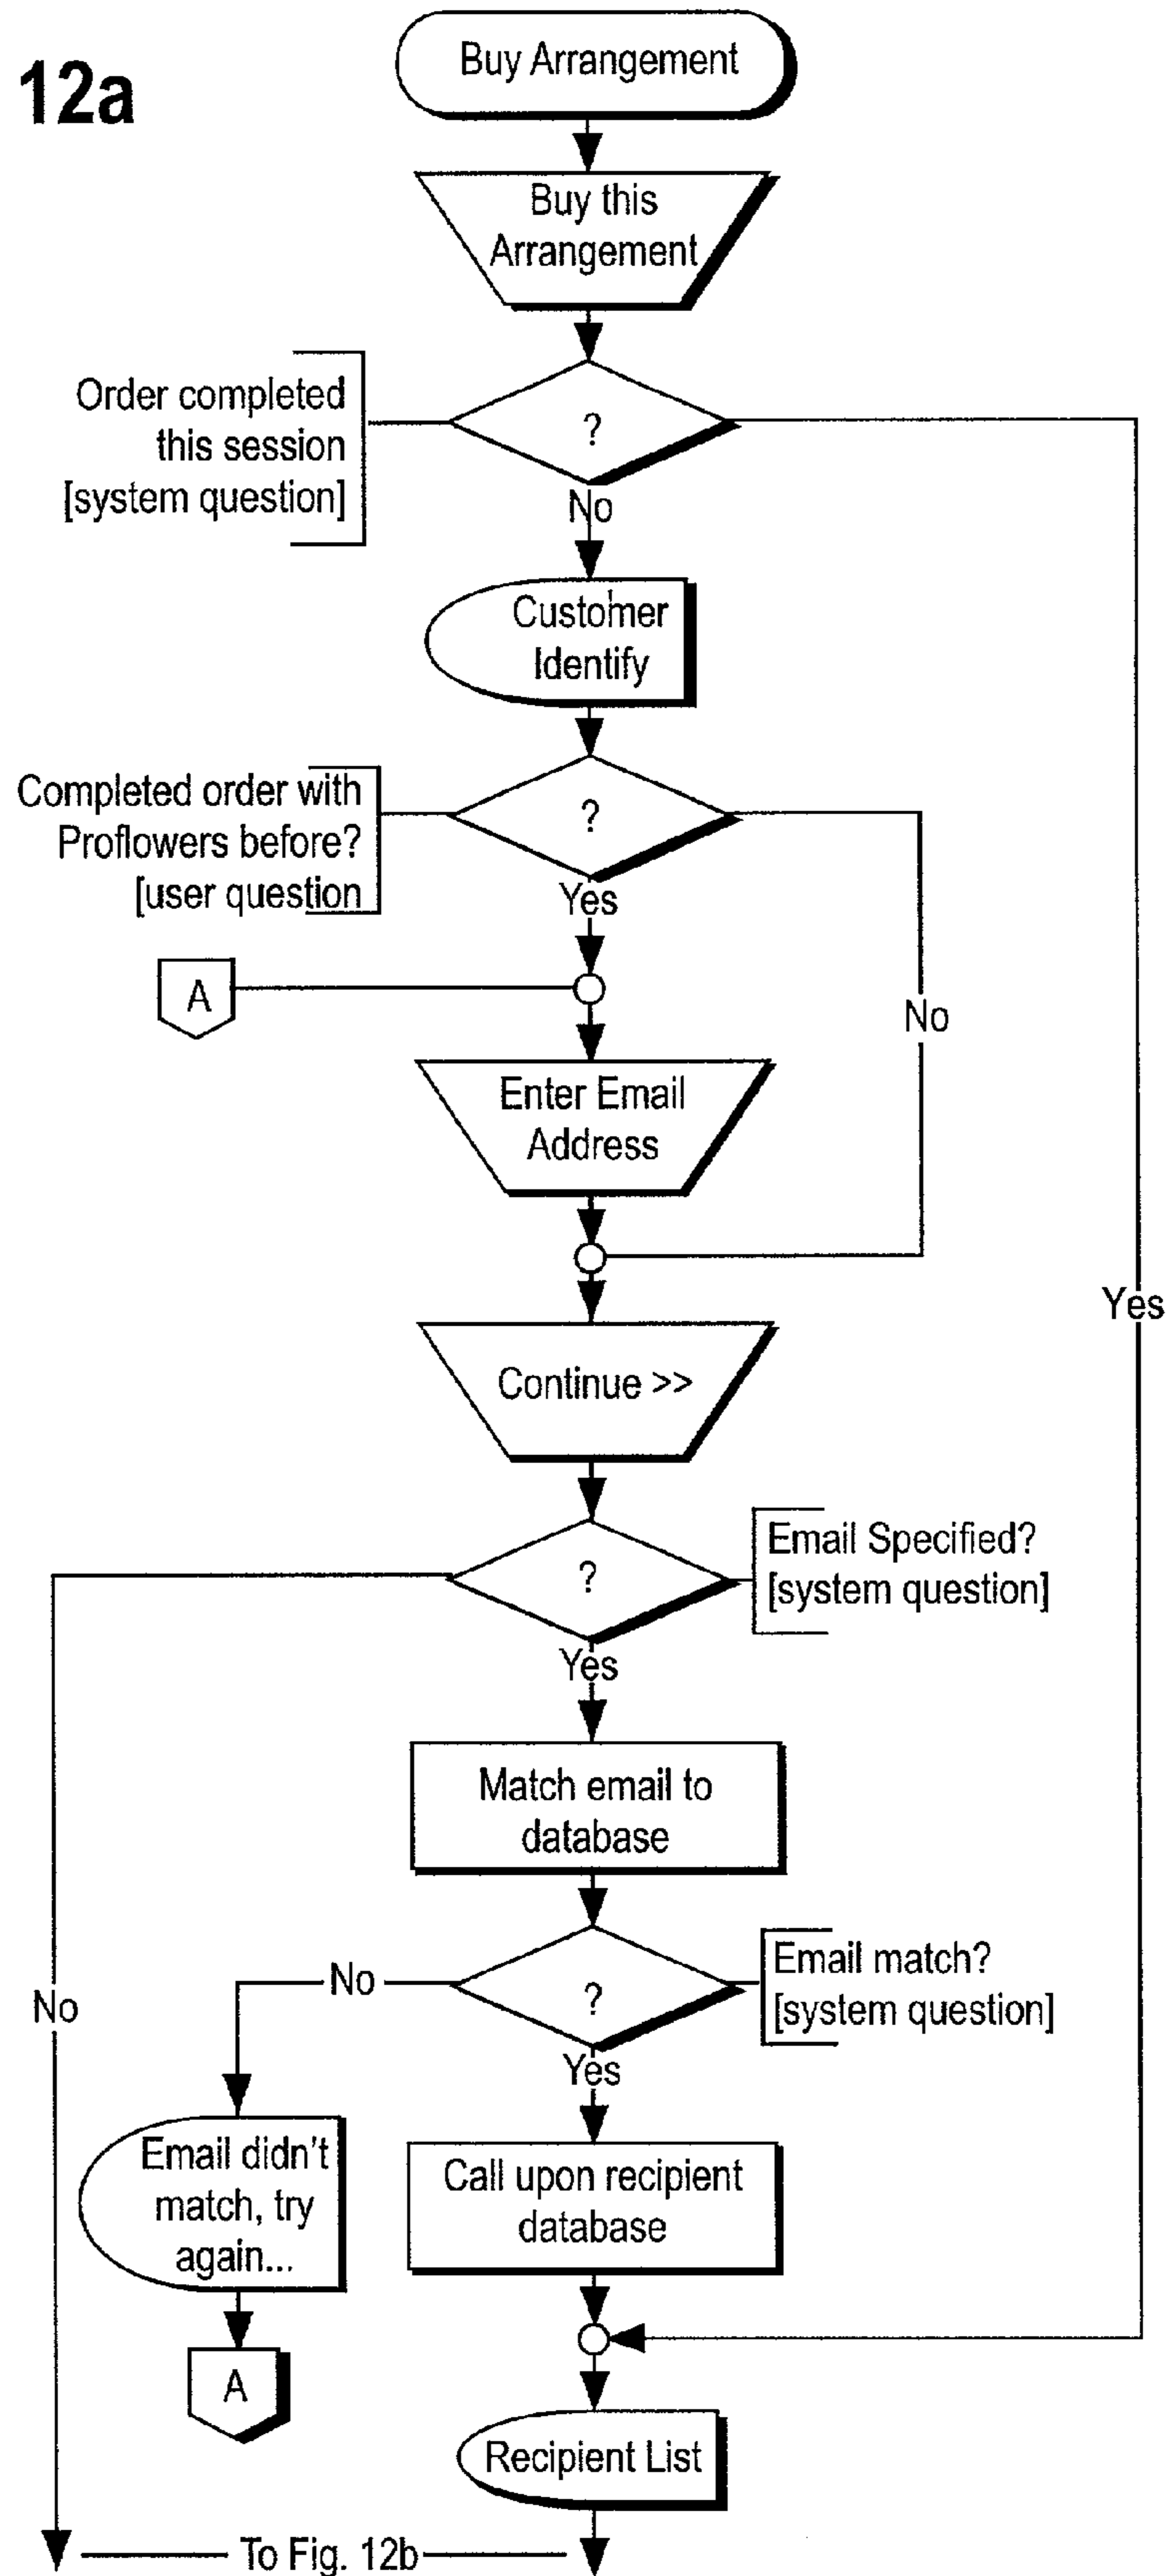 12a
Buy Arrangement
Buy this
Arrangement
Order completed
this session
[system question]
?
No
Customer
Identify
Completed order with
Proflowers before?
[user question
?
Yes
No
A
Enter Email
Address
Continue >>
Yes
?
Email Specified?
[system question]
Yes
Match email to
database
No
No
?
Email match?
[system question]
Yes
Email didn't
match, try
again...
Call upon recipient
database
A
Recipient List
To Fig. 12b